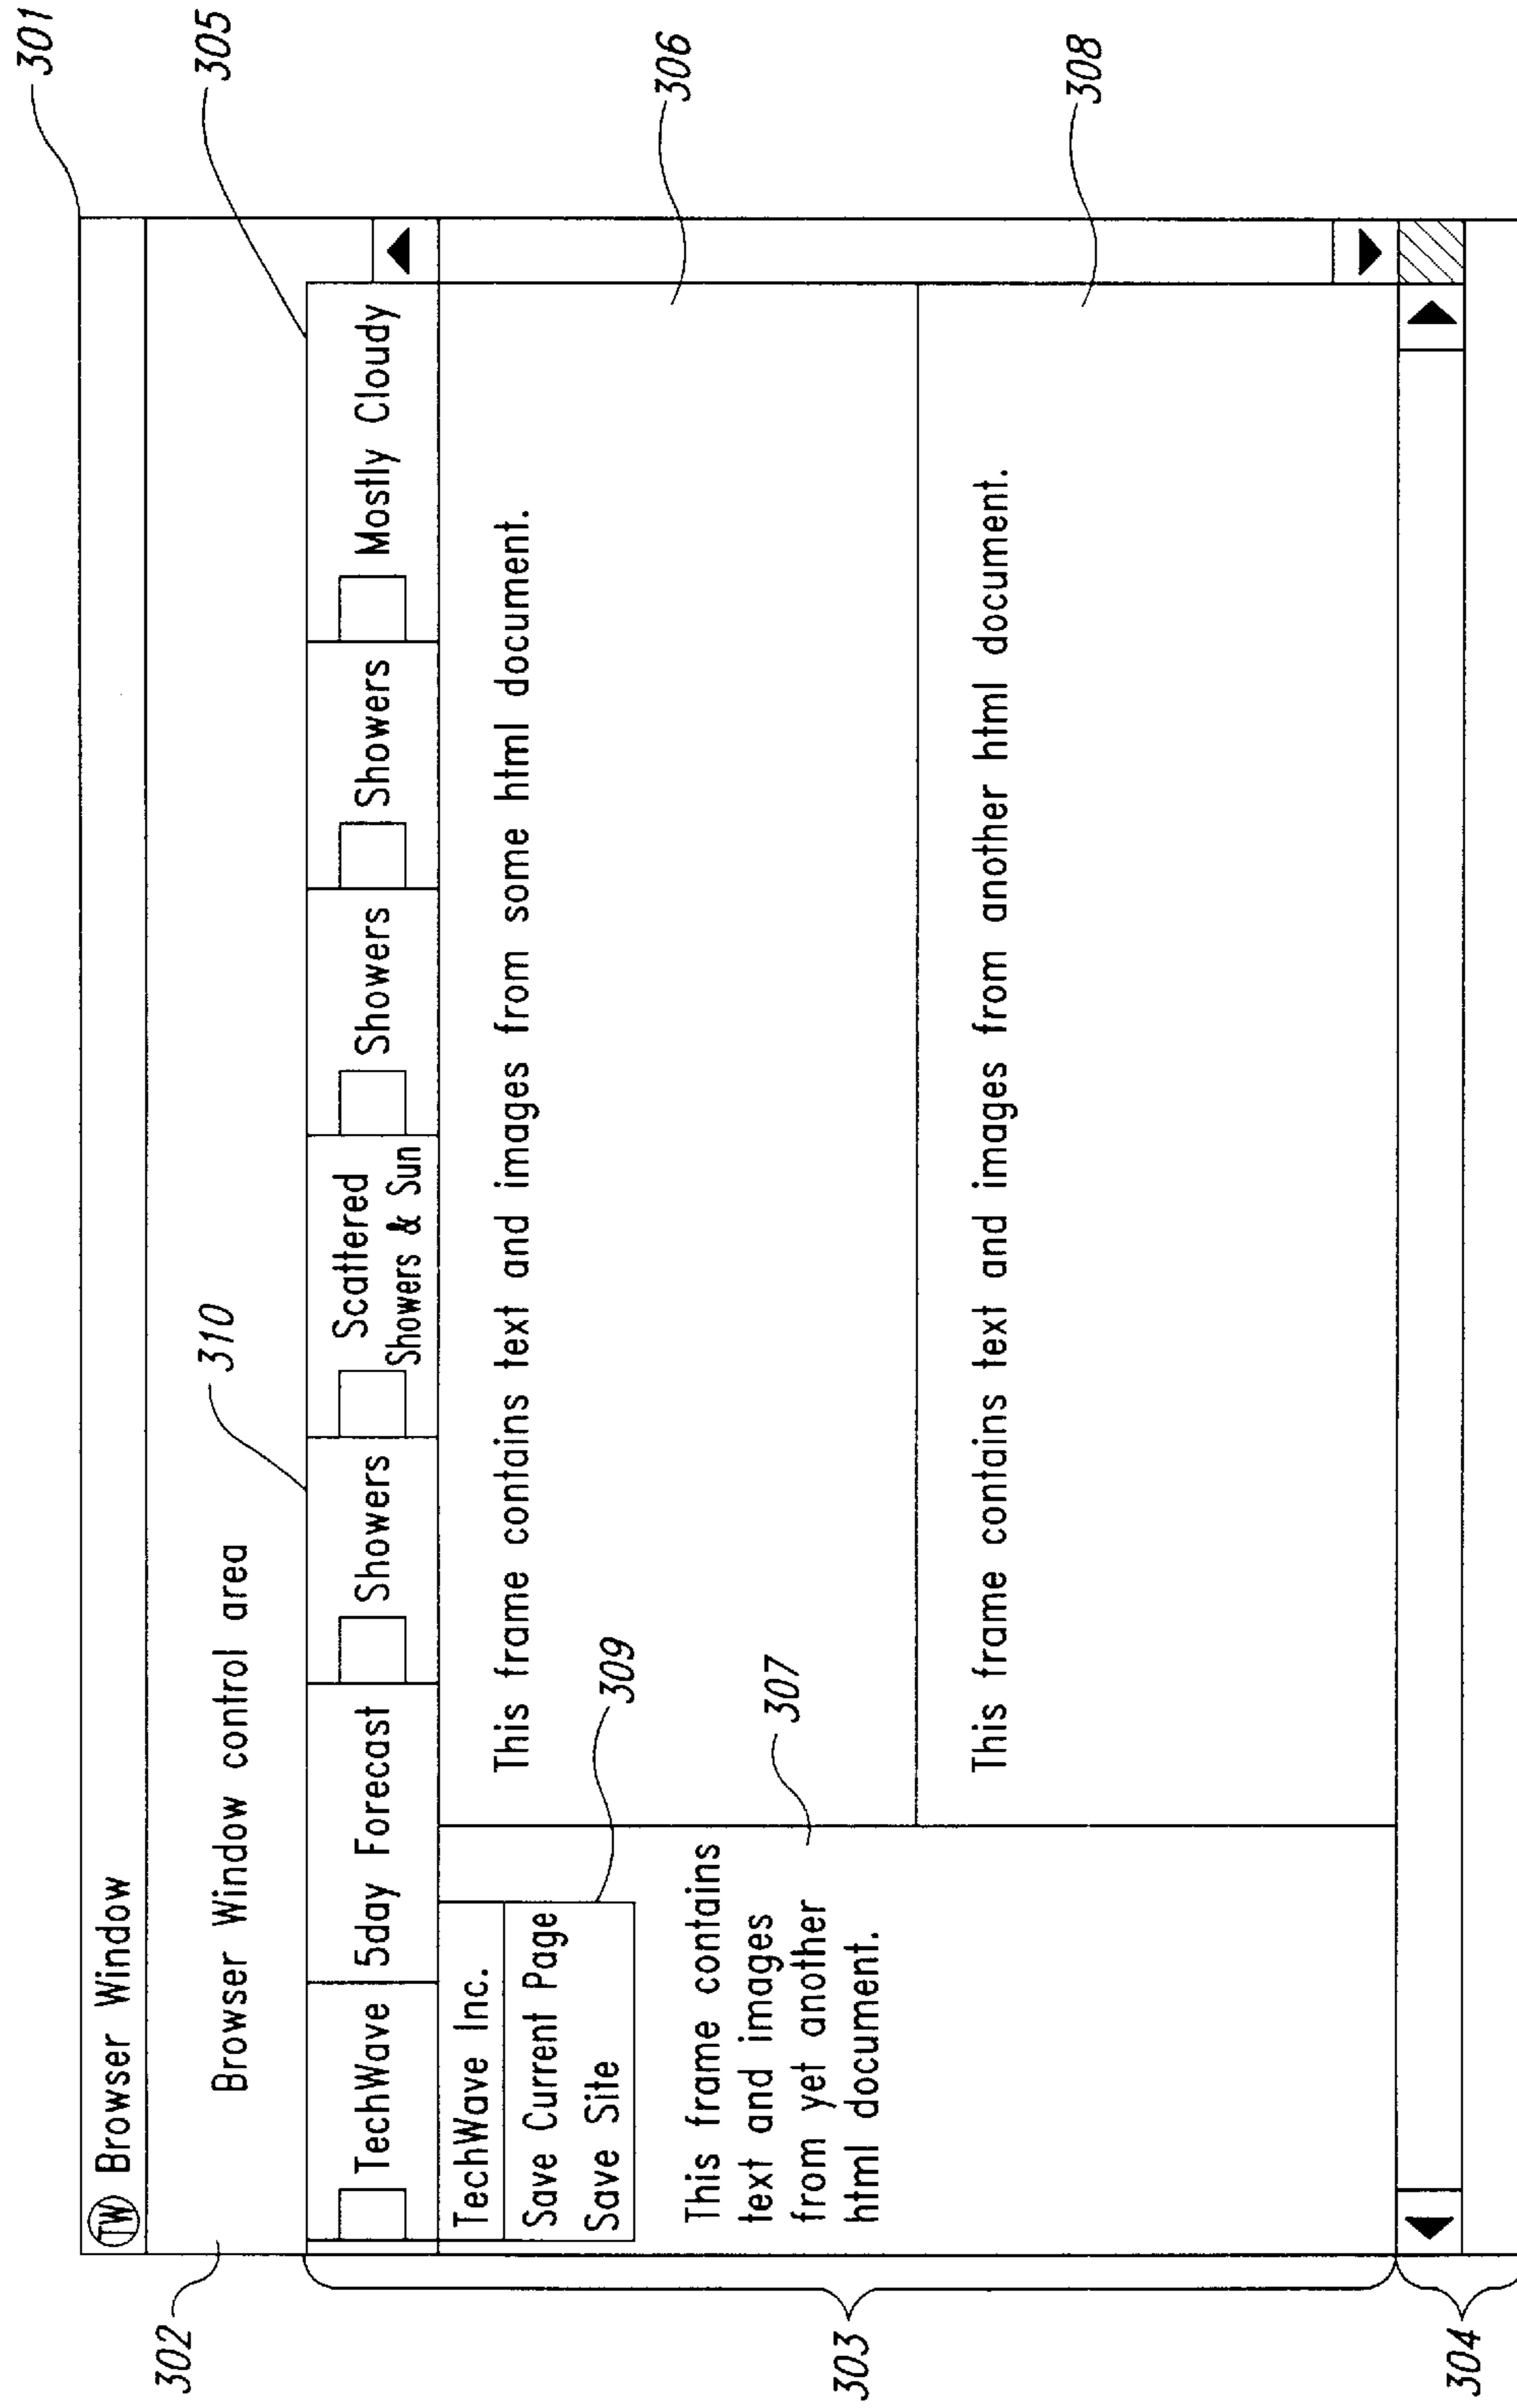 301
TW Browser Window
302
Browser Window control area
310
305
TechWave
5day Forecast
Showers
Scattered
Showers & Sun
Showers
Showers
Mostly Cloudy
TechWave Inc.
Save Current Page
Save Site
309
This frame contains text and images from some html document.
306
This frame contains
text and images
from yet another
html document.
307
303
This frame contains text and images from another html document.
308
304